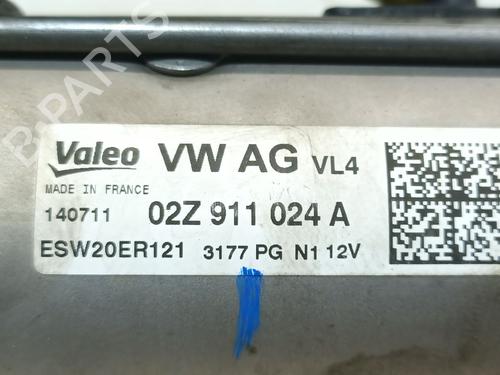 B-PARTS
Valeo VW AG VL4
MADE IN FRANCE
140711 02Z 911 024 A
ESW20ER121 3177 PG N1 12V